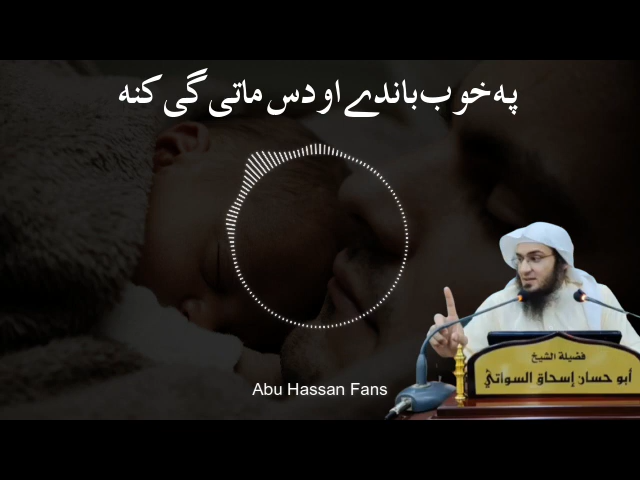 په خوب باندے اودس ماتی گی کنه
Abu Hassan Fans
فضيلة الشيخ
أبو حسان إسحاق السواتي